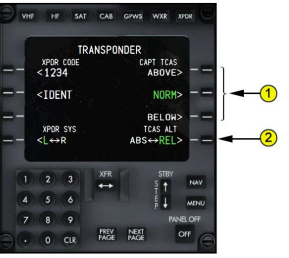 VHF HF SAT CAB GPWS WXR XPDR
TRANSPONDER
XPDR CODE CAPT TCAS
<1234 ABOVE>
<IDENT NORM>
BELOW>
XPDR SYS TCAS ALT
<L↔R ABS↔REL>
1
2
1 2 3 XFR STBY
↔ STEP ↑ ↓ NAV
4 5 6 MENU
7 8 9 PANEL OFF
. 0 CLR PREV PAGE NEXT PAGE OFF